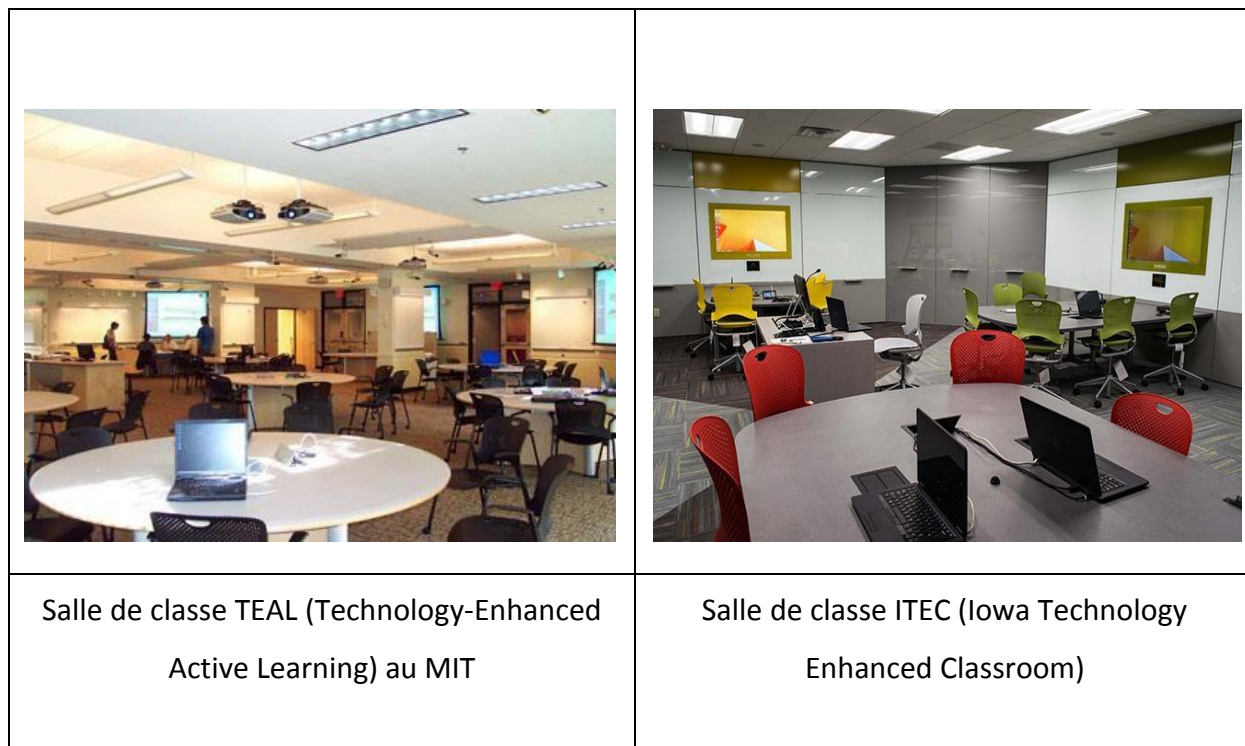 Salle de classe TEAL (Technology-Enhanced
Active Learning) au MIT
Salle de classe ITEC (Iowa Technology
Enhanced Classroom)